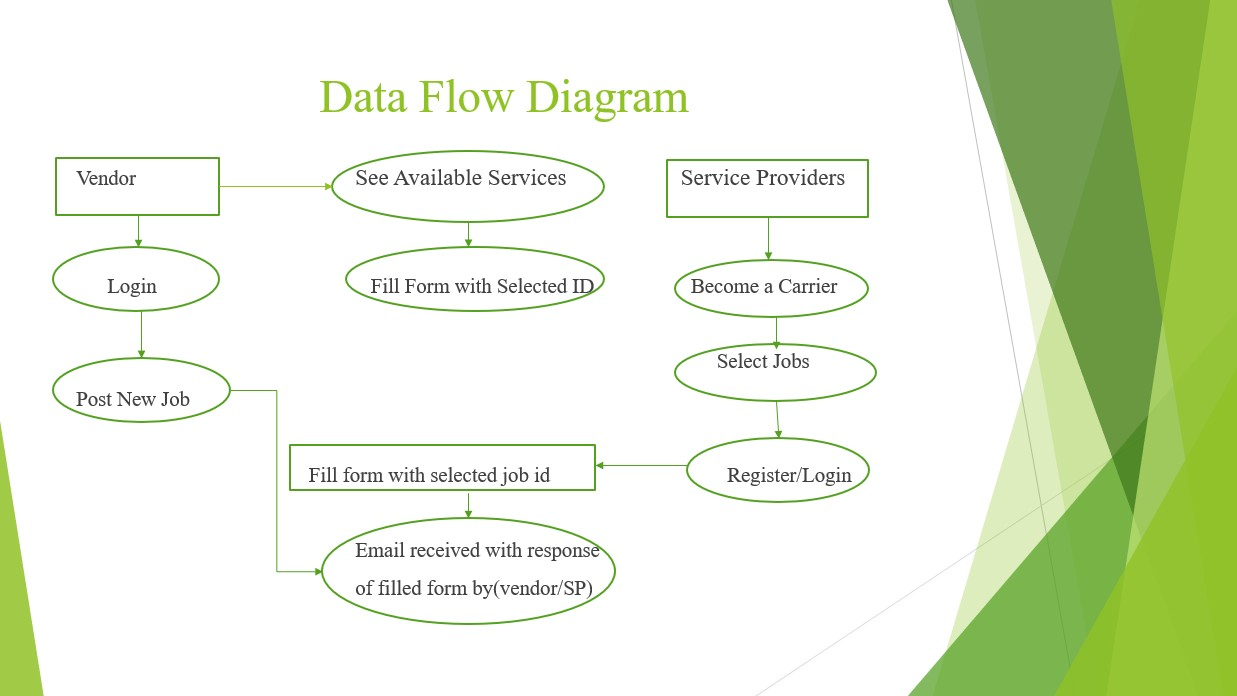 Data Flow Diagram
Vendor
See Available Services
Service Providers
Login
Fill Form with Selected ID
Become a Carrier
Select Jobs
Post New Job
Fill form with selected job id
Register/Login
Email received with response
of filled form by(vendor/SP)